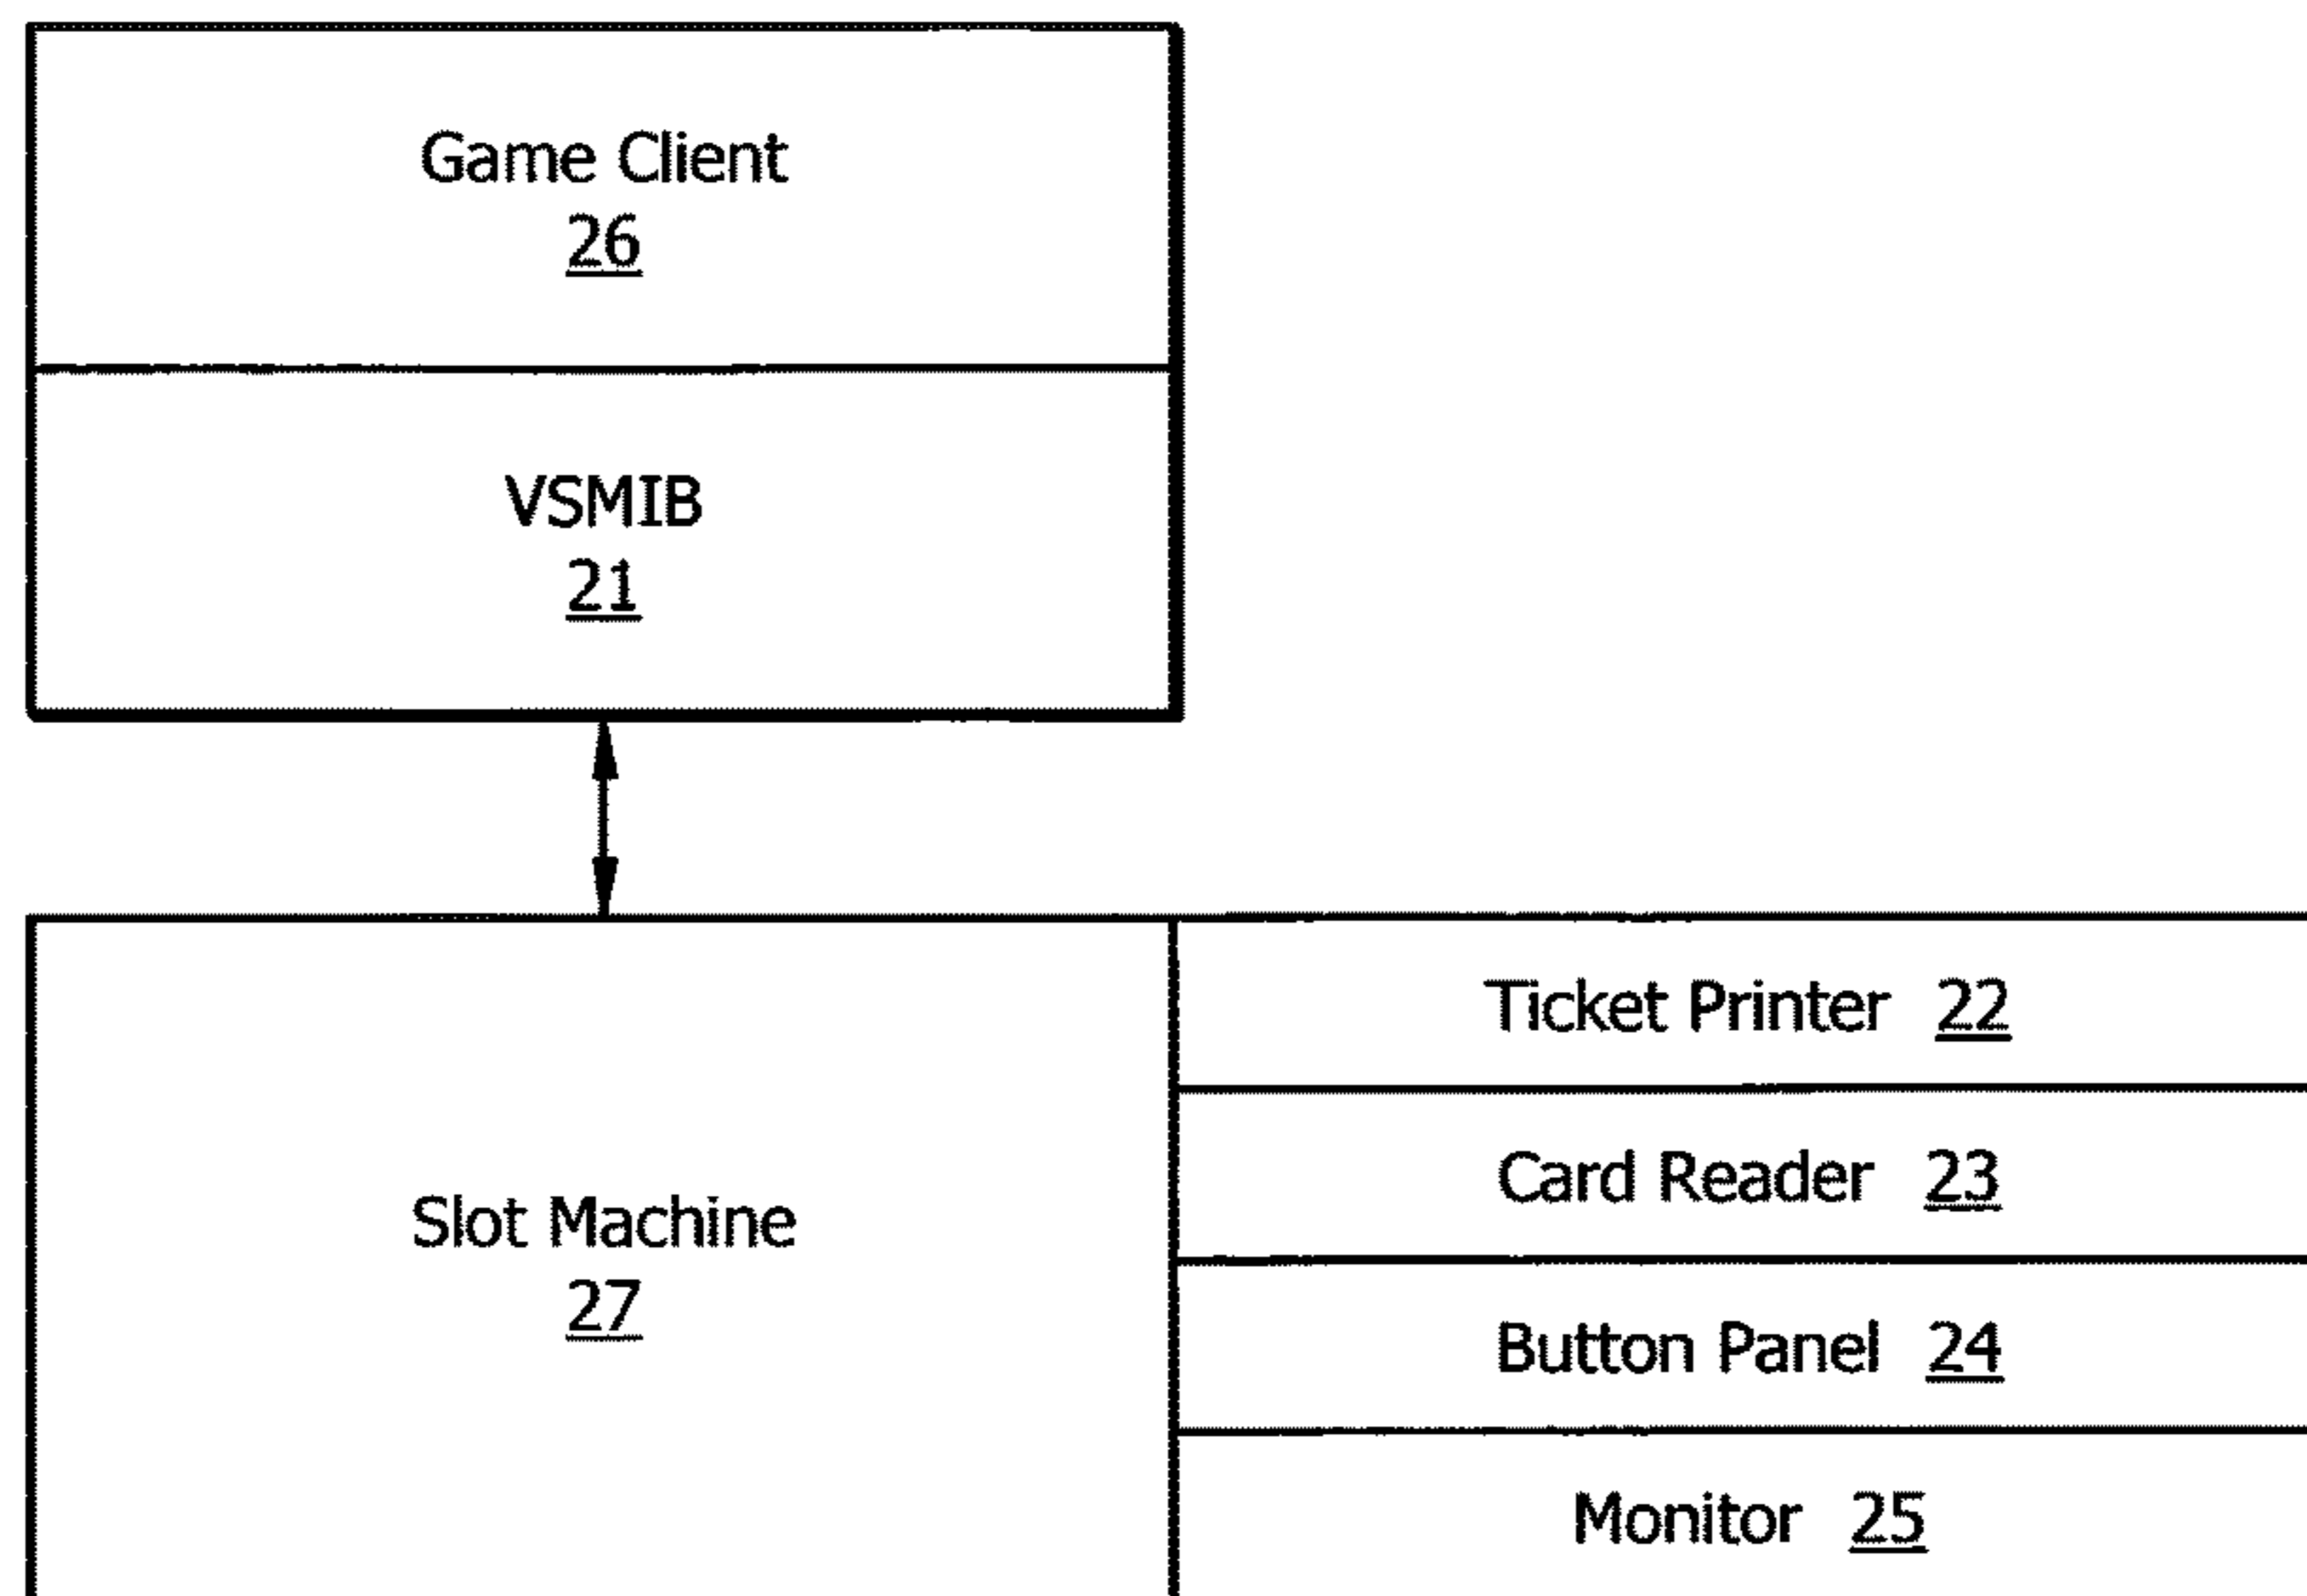 Game Client
26
VSMIB
21
Slot Machine
27
Ticket Printer 22
Card Reader 23
Button Panel 24
Monitor 25